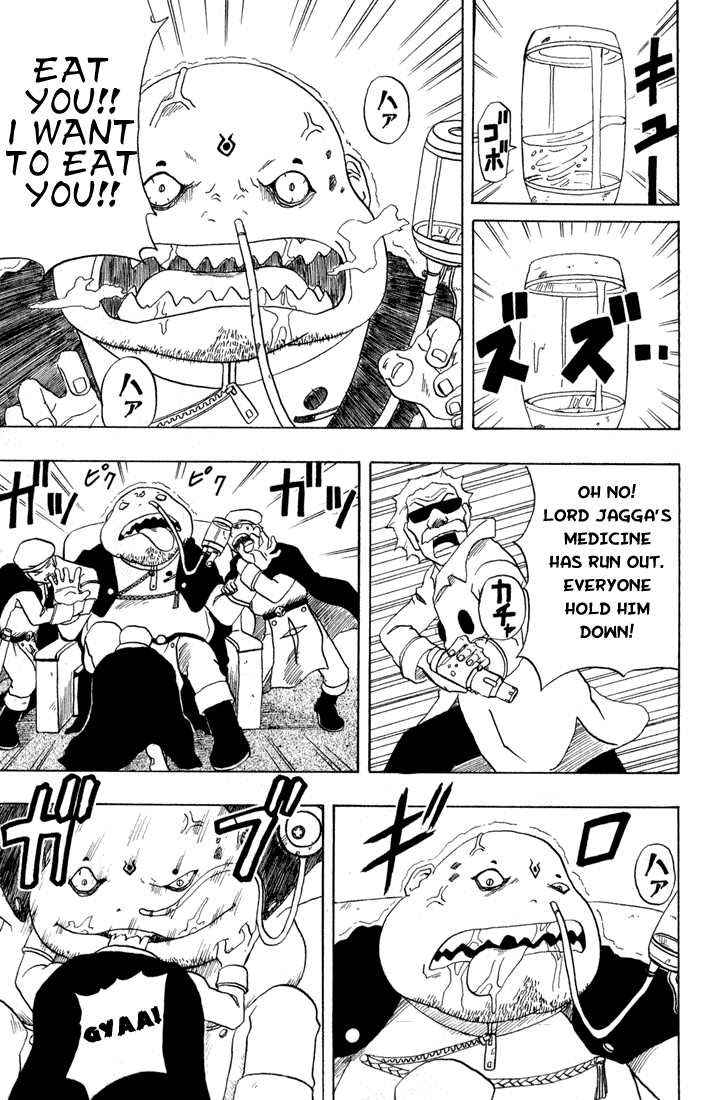 キュー
ゴボ
ズズ…
EAT
YOU!!
I WANT
TO EAT
YOU!!
ハァ
ハァ
OH NO!
LORD JAGGA'S
MEDICINE
HAS RUN OUT.
EVERYONE
HOLD HIM
DOWN!
カチャ
ガッ
ピク
ピク
ガッ
ギロ
ハァ
ガブ
GYAA!